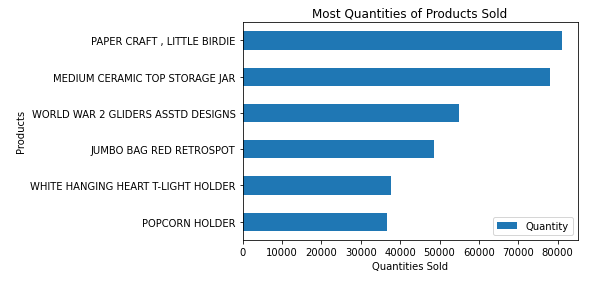 Most Quantities of Products Sold
PAPER CRAFT , LITTLE BIRDIE
MEDIUM CERAMIC TOP STORAGE JAR
WORLD WAR 2 GLIDERS ASSTD DESIGNS
JUMBO BAG RED RETROSPOT
WHITE HANGING HEART T-LIGHT HOLDER
POPCORN HOLDER
Products
Quantity
0 10000 20000 30000 40000 50000 60000 70000 80000
Quantities Sold